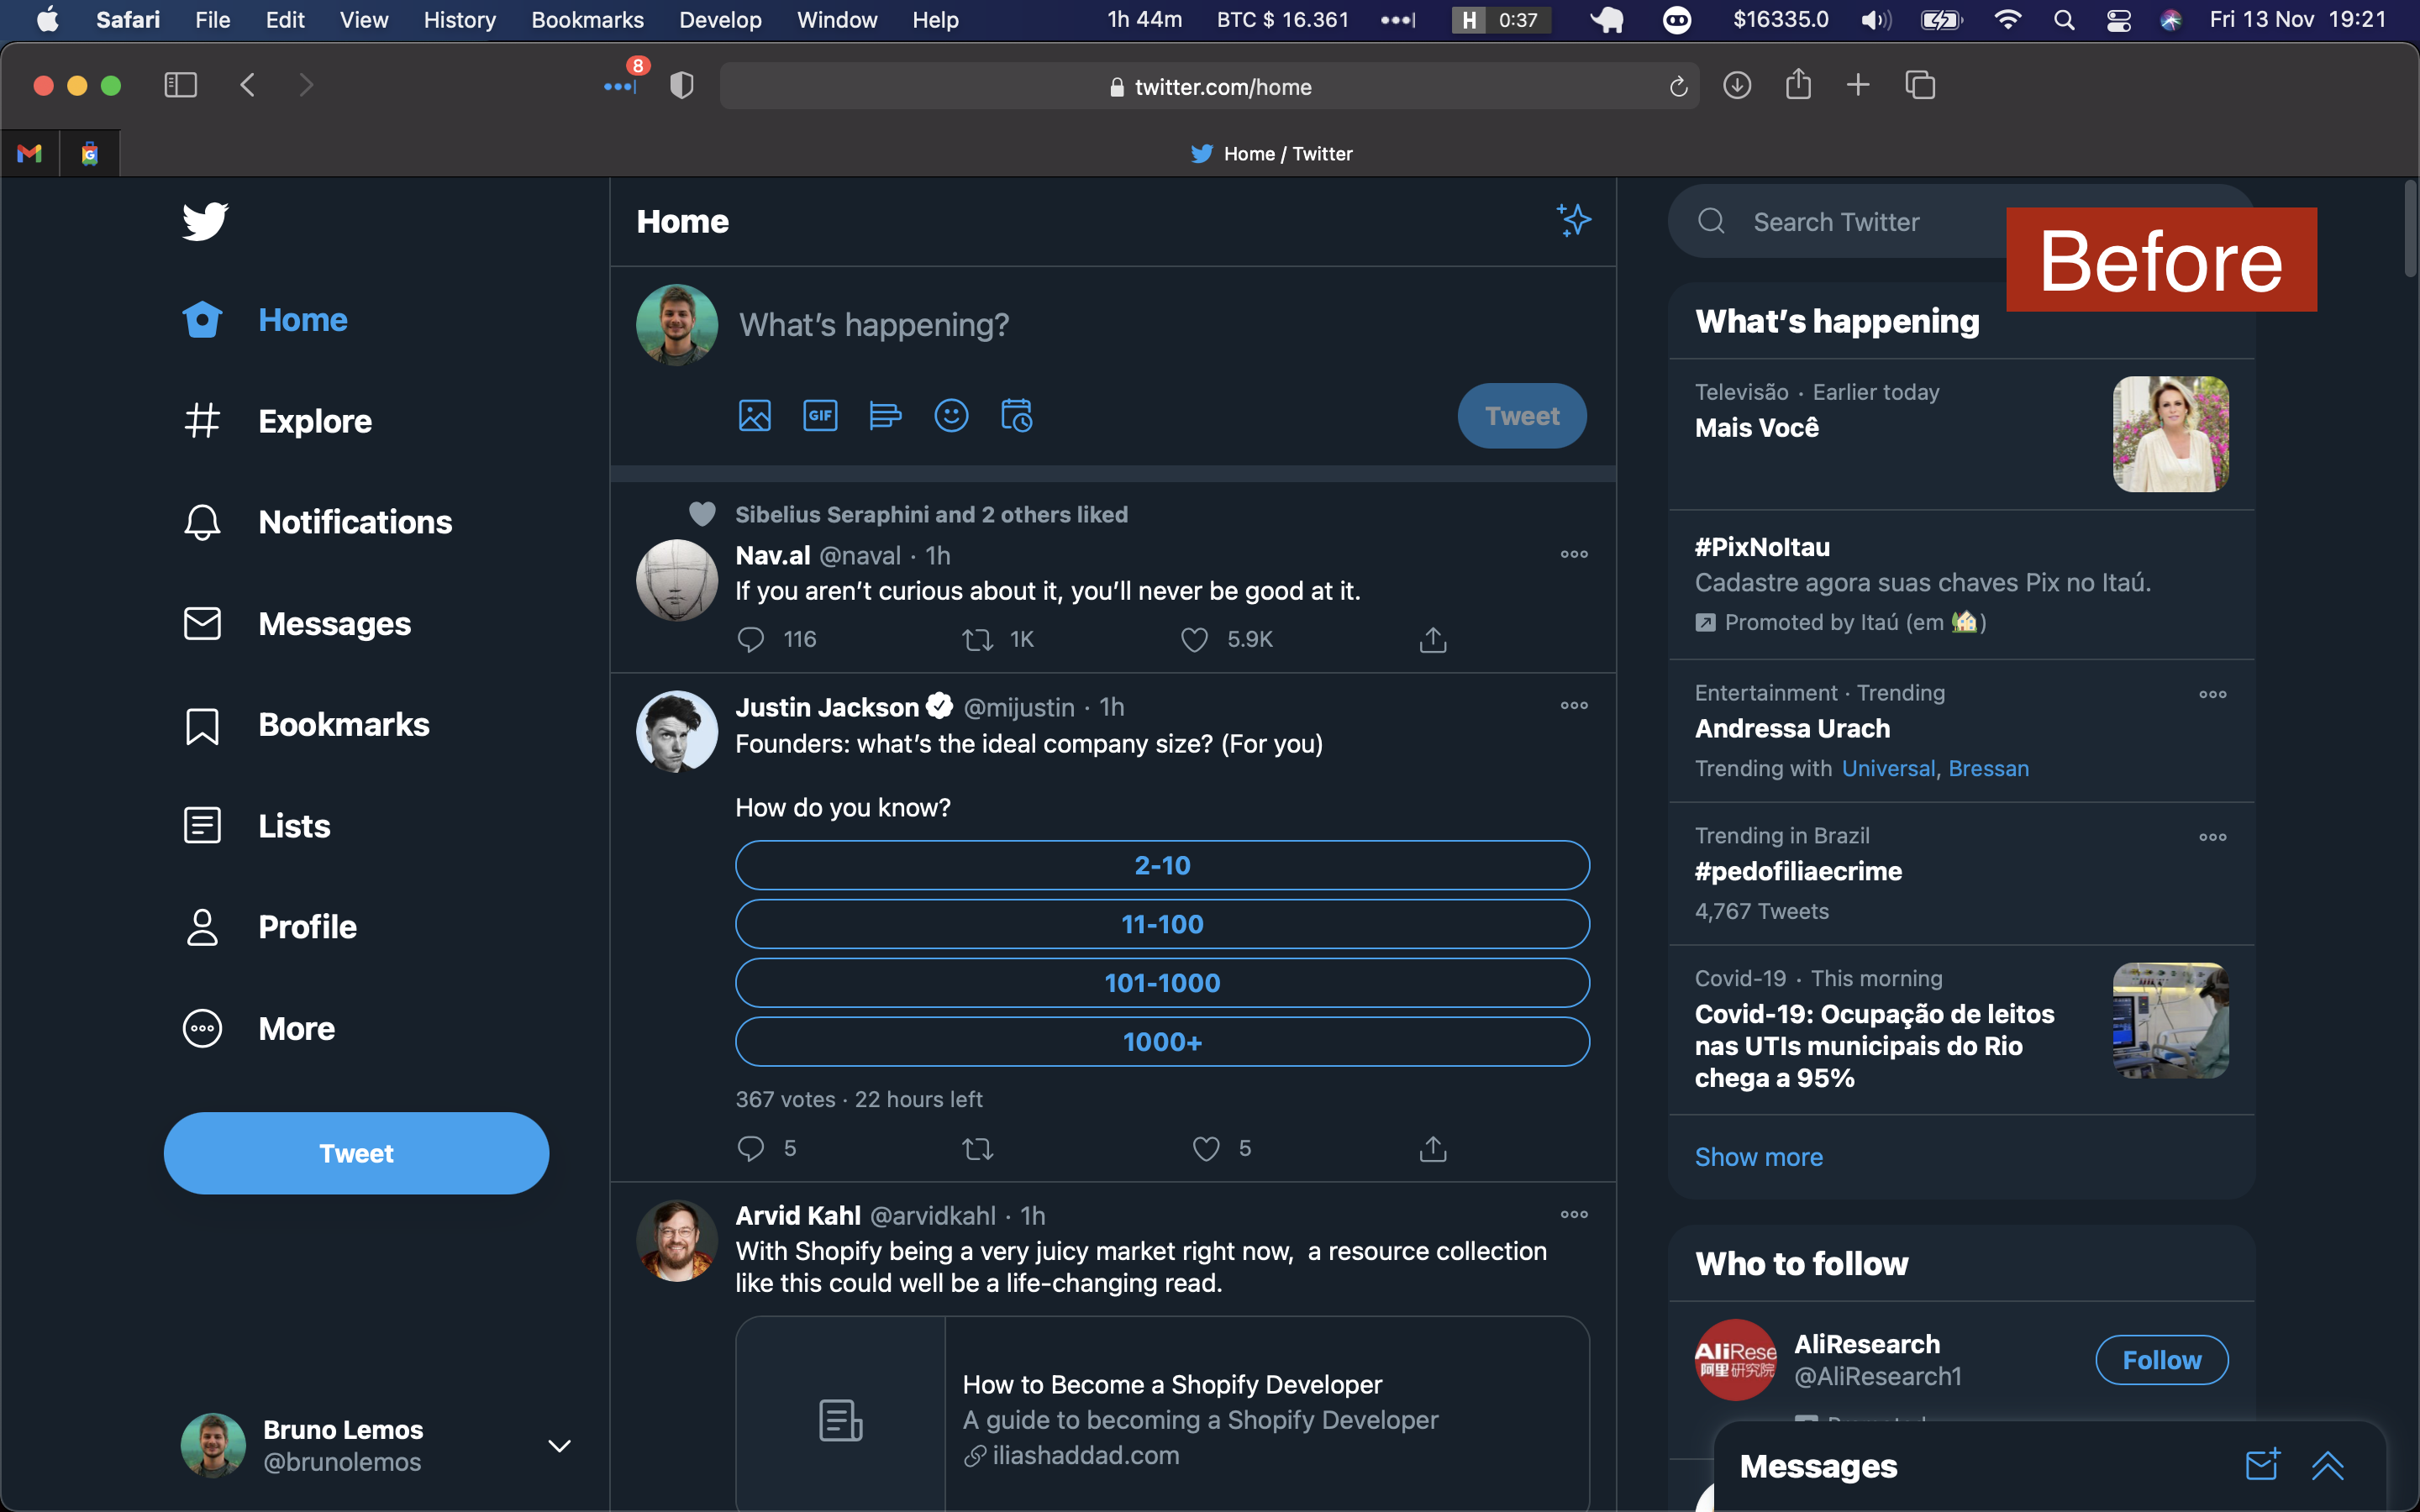 Safari File Edit View History Bookmarks Develop Window Help 1h 44m BTC $ 16.361 H 0:37 $16335.0 Fri 13 Nov 19:21
8
twitter.com/home
Home / Twitter
Home
Explore
Notifications
Messages
Bookmarks
Lists
Profile
More
Tweet
Bruno Lemos
@brunolemos
Home
What's happening?
GIF
Tweet
Sibelius Seraphini and 2 others liked
Nav.al @naval · 1h
If you aren't curious about it, you'll never be good at it.
116 1K 5.9K
Justin Jackson @mijustin · 1h
Founders: what's the ideal company size? (For you)
How do you know?
2-10
11-100
101-1000
1000+
367 votes · 22 hours left
5 5
Arvid Kahl @arvidkahl · 1h
With Shopify being a very juicy market right now, a resource collection
like this could well be a life-changing read.
How to Become a Shopify Developer
A guide to becoming a Shopify Developer
iliashaddad.com
Search Twitter
Before
What's happening
Televisão · Earlier today
Mais Você
#PixNoItau
Cadastre agora suas chaves Pix no Itaú.
Promoted by Itaú (em 🏡)
Entertainment · Trending
Andressa Urach
Trending with Universal, Bressan
Trending in Brazil
#pedofiliaecrime
4,767 Tweets
Covid-19 · This morning
Covid-19: Ocupação de leitos
nas UTIs municipais do Rio
chega a 95%
Show more
Who to follow
AliRese
阿里研究院
AliResearch
@AliResearch1
Follow
Messages